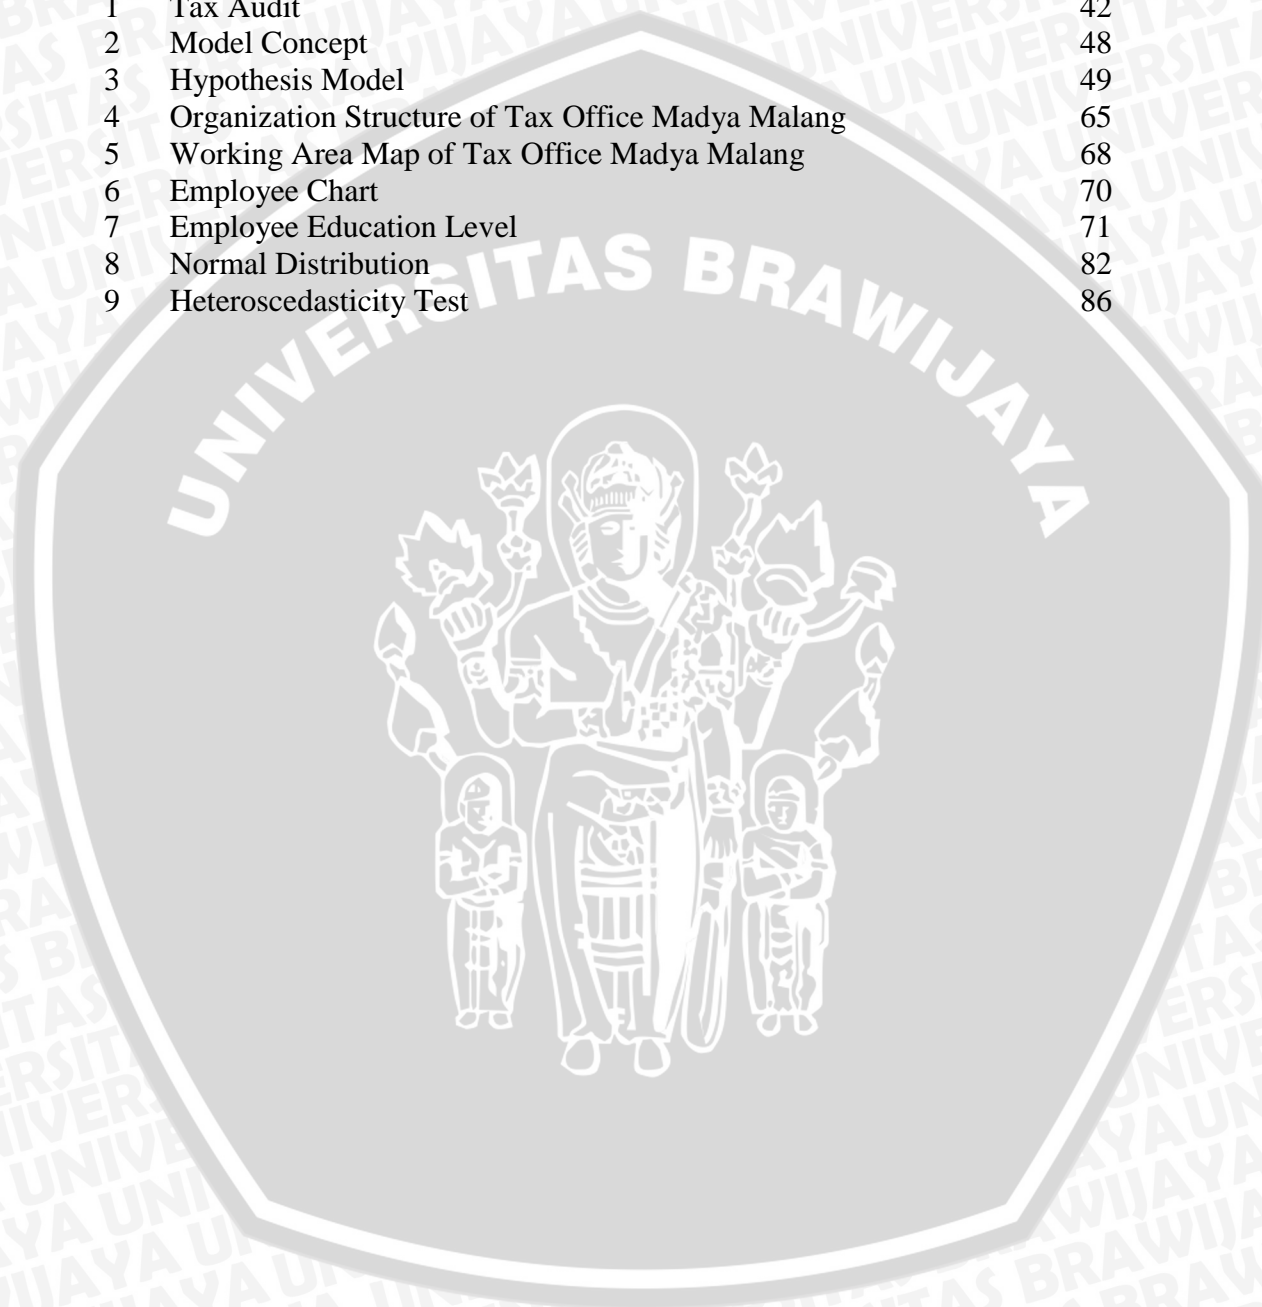 1 Tax Audit 42
2 Model Concept 48
3 Hypothesis Model 49
4 Organization Structure of Tax Office Madya Malang 65
5 Working Area Map of Tax Office Madya Malang 68
6 Employee Chart 70
7 Employee Education Level 71
8 Normal Distribution 82
9 Heteroscedasticity Test 86
UNIVERSITAS BRAWIJAYA